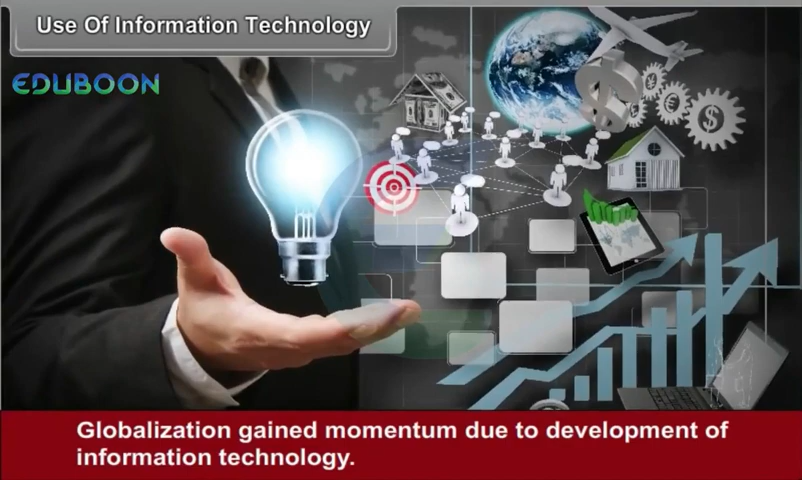 Use Of Information Technology
EDUBOON
$
¥
€
$
Globalization gained momentum due to development of
information technology.